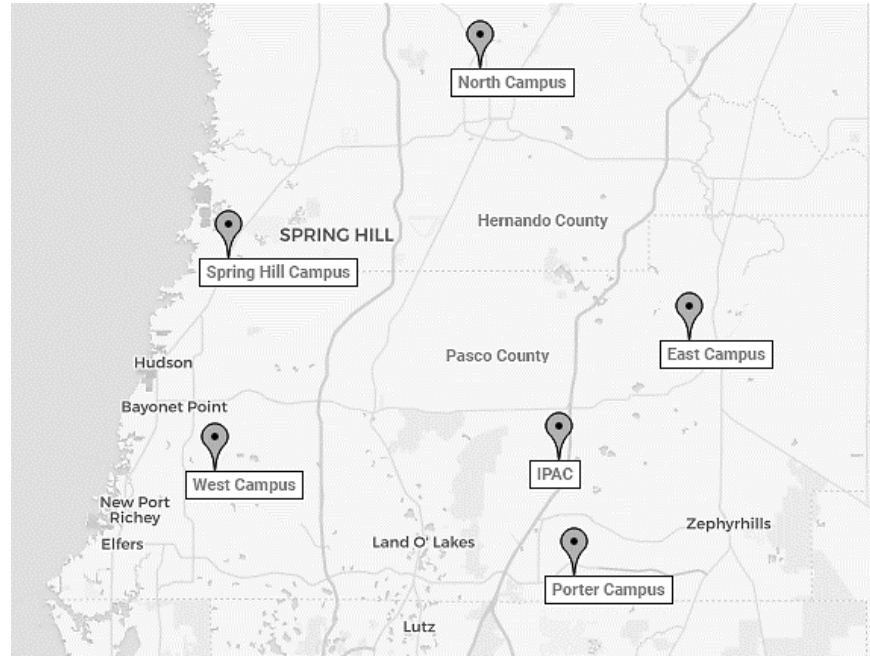 North Campus
Hernando County
SPRING HILL
Spring Hill Campus
East Campus
Pasco County
Hudson
Bayonet Point
IPAC
West Campus
New Port
Richey
Zephyrhills
Elfers
Land O' Lakes
Porter Campus
Lutz